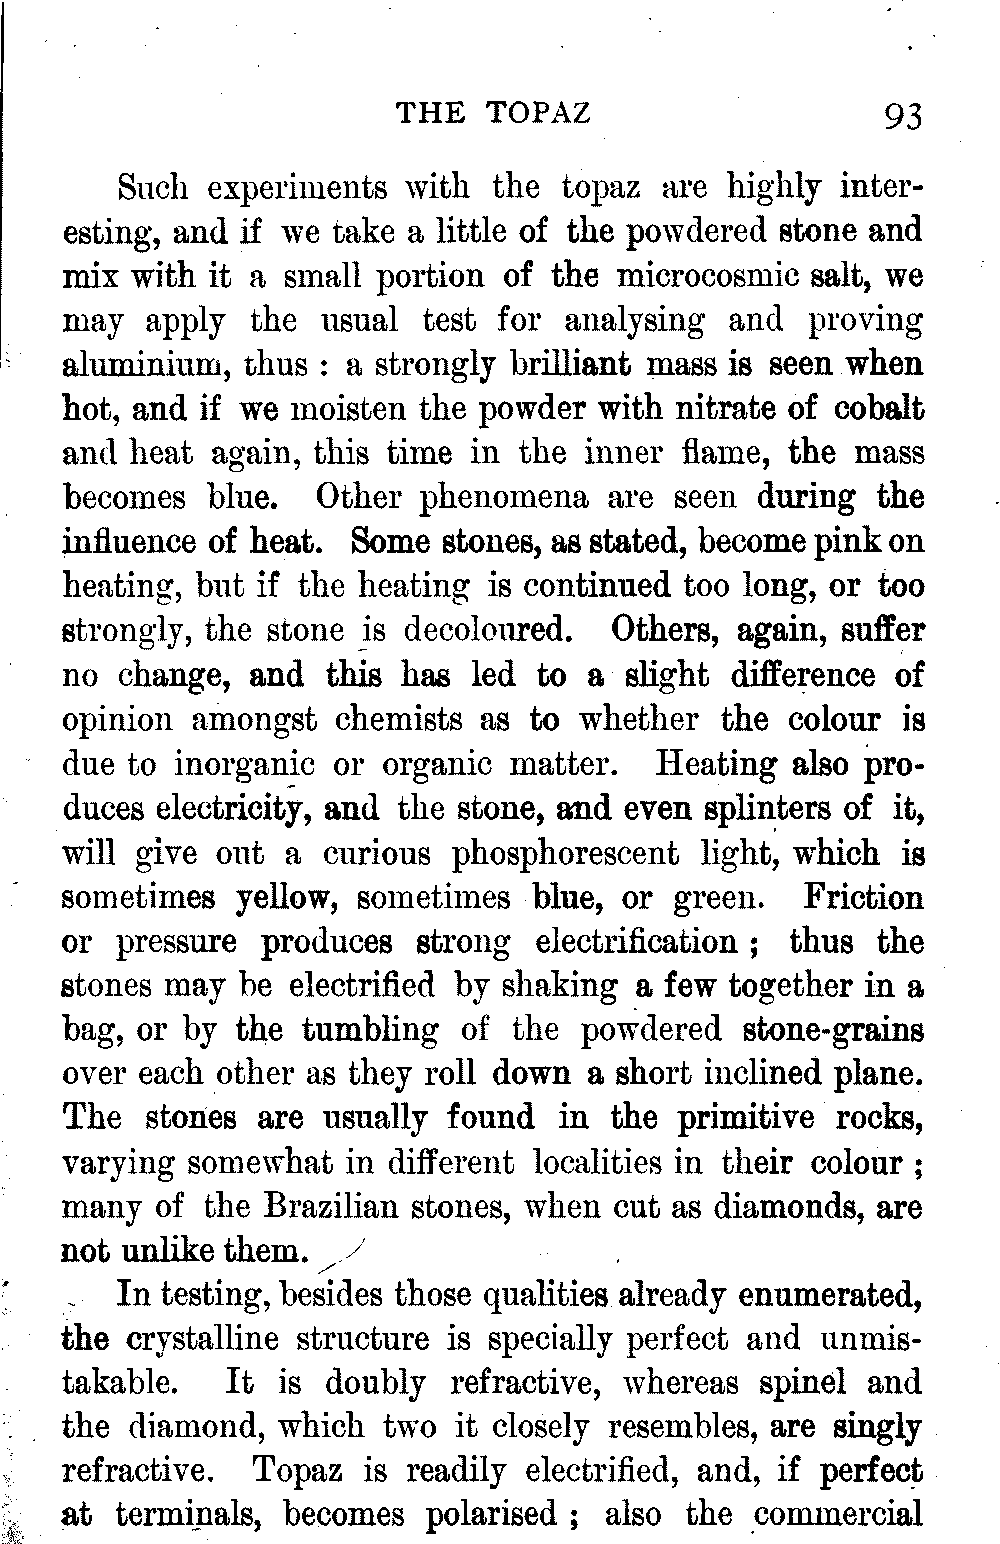 THE TOPAZ 93
Such experiments with the topaz are highly inter-
esting, and if we take a little of the powdered stone and
mix with it a small portion of the microcosmic salt, we
may apply the usual test for analysing and proving
aluminium, thus : a strongly brilliant mass is seen when
hot, and if we moisten the powder with nitrate of cobalt
and heat again, this time in the inner flame, the mass
becomes blue. Other phenomena are seen during the
influence of heat. Some stones, as stated, become pink on
heating, but if the heating is continued too long, or too
strongly, the stone is decoloured. Others, again, suffer
no change, and this has led to a slight difference of
opinion amongst chemists as to whether the colour is
due to inorganic or organic matter. Heating also pro-
duces electricity, and the stone, and even splinters of it,
will give out a curious phosphorescent light, which is
sometimes yellow, sometimes blue, or green. Friction
or pressure produces strong electrification ; thus the
stones may be electrified by shaking a few together in a
bag, or by the tumbling of the powdered stone-grains
over each other as they roll down a short inclined plane.
The stones are usually found in the primitive rocks,
varying somewhat in different localities in their colour ;
many of the Brazilian stones, when cut as diamonds, are
not unlike them.
In testing, besides those qualities already enumerated,
the crystalline structure is specially perfect and unmis-
takable. It is doubly refractive, whereas spinel and
the diamond, which two it closely resembles, are singly
refractive. Topaz is readily electrified, and, if perfect
at terminals, becomes polarised ; also the commercial